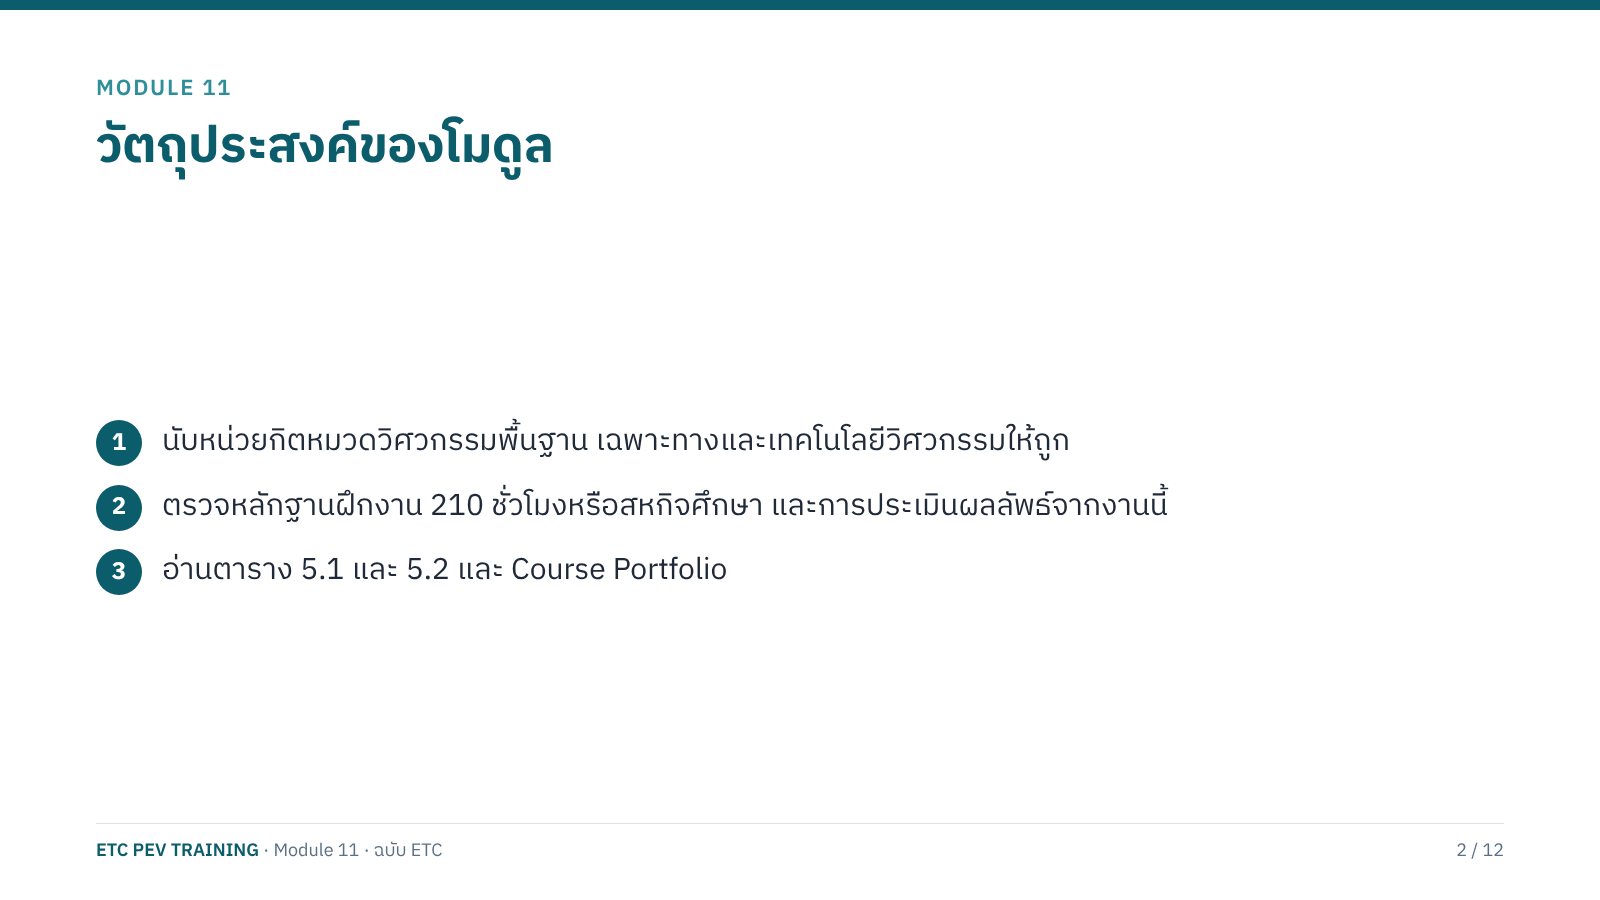 MODULE 11
วัตถุประสงค์ของโมดูล
1 นับหน่วยกิตหมวดวิศวกรรมพื้นฐาน เฉพาะทางและเทคโนโลยีวิศวกรรมให้ถูก
2 ตรวจหลักฐานฝึกงาน 210 ชั่วโมงหรือสหกิจศึกษา และการประเมินผลลัพธ์จากงานนี้
3 อ่านตาราง 5.1 และ 5.2 และ Course Portfolio
ETC PEV TRAINING · Module 11 · ฉบับ ETC
2 / 12